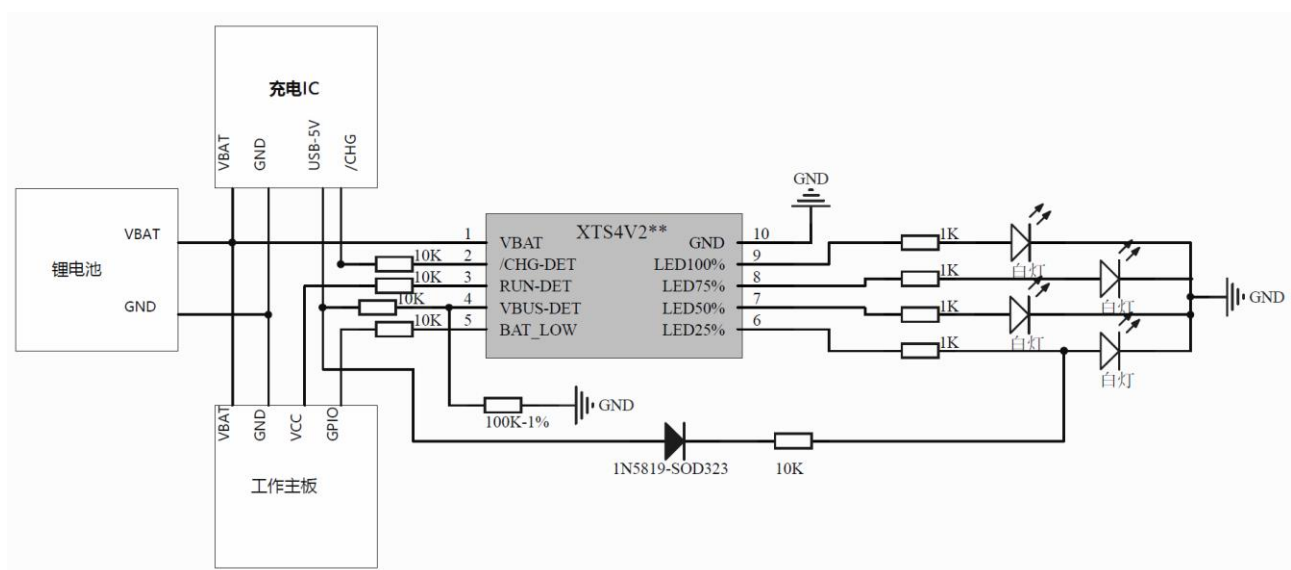 充电IC
VBAT
GND
USB-5V
/CHG
锂电池
VBAT
GND
XTS4V2**
1
VBAT
2
/CHG-DET
3
RUN-DET
4
VBUS-DET
5
BAT_LOW
10
GND
9
LED100%
8
LED75%
7
LED50%
6
LED25%
GND
10K
10K
10K
10K
1K
1K
1K
1K
白灯
白灯
白灯
白灯
GND
100K-1%
GND
1N5819-SOD323
10K
VBAT
GND
VCC
GPIO
工作主板